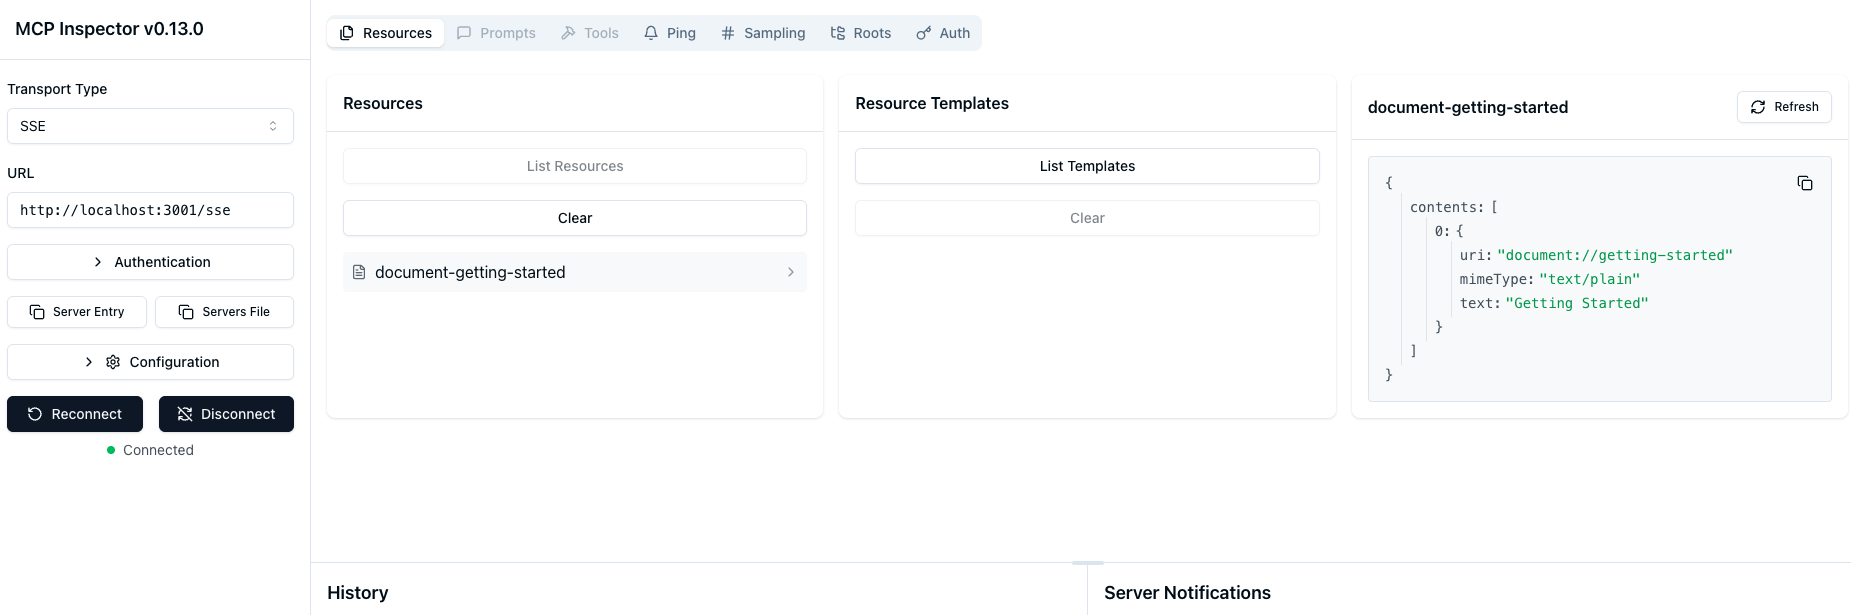 MCP Inspector v0.13.0
Transport Type
SSE
URL
http://localhost:3001/sse
Authentication
Server Entry
Servers File
Configuration
Reconnect
Disconnect
Connected
Resources
Prompts
Tools
Ping
Sampling
Roots
Auth
Resources
List Resources
Clear
document-getting-started
Resource Templates
List Templates
Clear
document-getting-started
Refresh
{
contents: [
0: {
uri: "document://getting-started"
mimeType: "text/plain"
text: "Getting Started"
}
]
}
History
Server Notifications